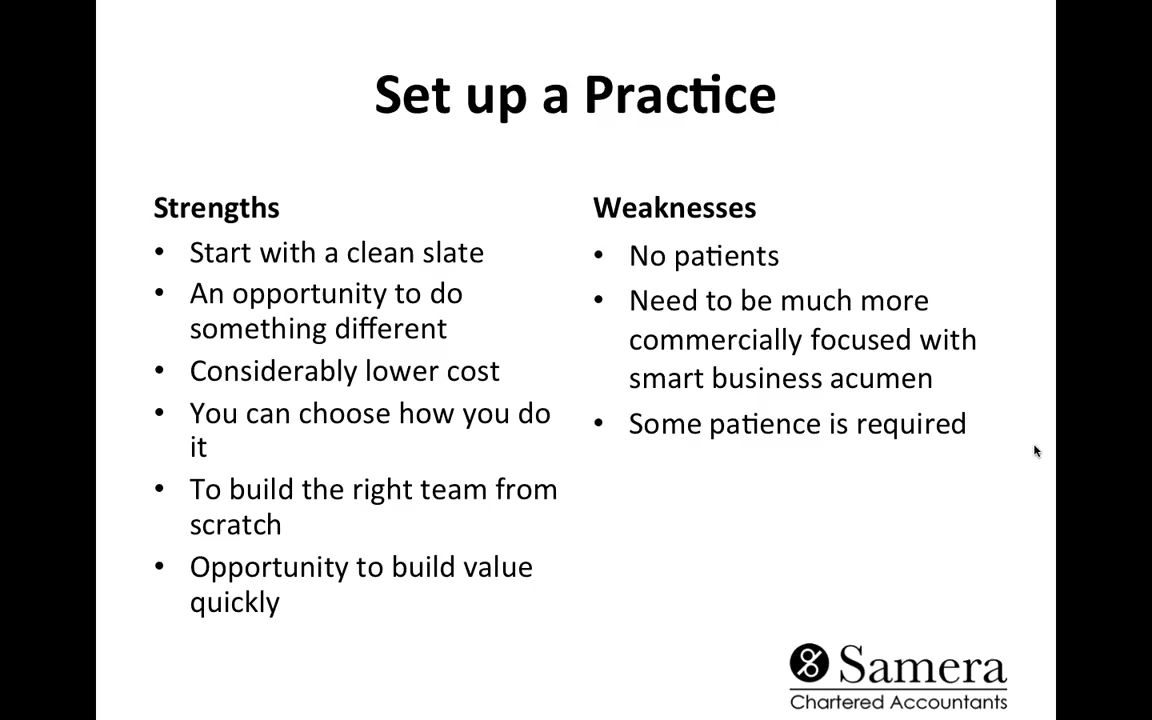 Set up a Practice
Strengths
• Start with a clean slate
• An opportunity to do
something different
• Considerably lower cost
• You can choose how you do
it
• To build the right team from
scratch
• Opportunity to build value
quickly
Weaknesses
• No patients
• Need to be much more
commercially focused with
smart business acumen
• Some patience is required
Samera
Chartered Accountants